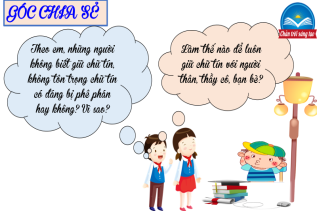 GÓC CHIA SẺ
Theo em, những người
không biết giữ chữ tín,
không tôn trọng chữ tín
có đáng bị phê phán
hay không? Vì sao?
Làm thế nào để luôn
giữ chữ tín với người
thân, thầy cô, bạn bè?
Chân trời sáng tạo